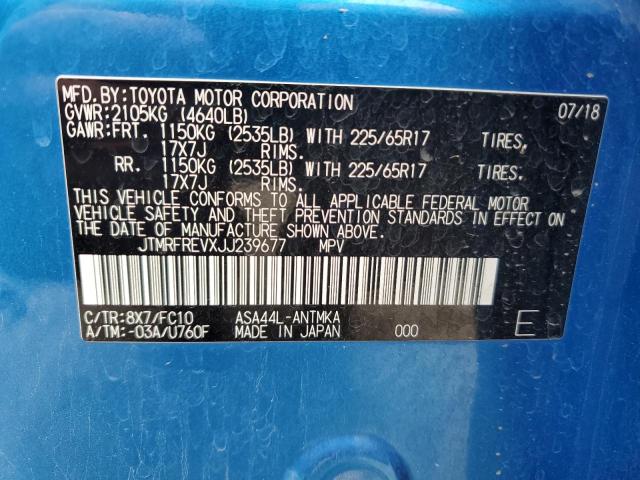 MFD.BY:TOYOTA MOTOR CORPORATION 07/18
GVWR:2105KG (4640LB)
GAWR:FRT. 1150KG (2535LB) WITH 225/65R17 TIRES,
17X7J RIMS.
RR. 1150KG (2535LB) WITH 225/65R17 TIRES,
17X7J RIMS.
THIS VEHICLE CONFORMS TO ALL APPLICABLE FEDERAL MOTOR
VEHICLE SAFETY AND THEFT PREVENTION STANDARDS IN EFFECT ON
THE DATE OF MANUFACTURE SHOWN ABOVE.
JTMRFREVXJJ239677 MPV
C/TR:8X7/FC10 ASA44L-ANTMKA
A/TM:-03A/U760F MADE IN JAPAN 000 E